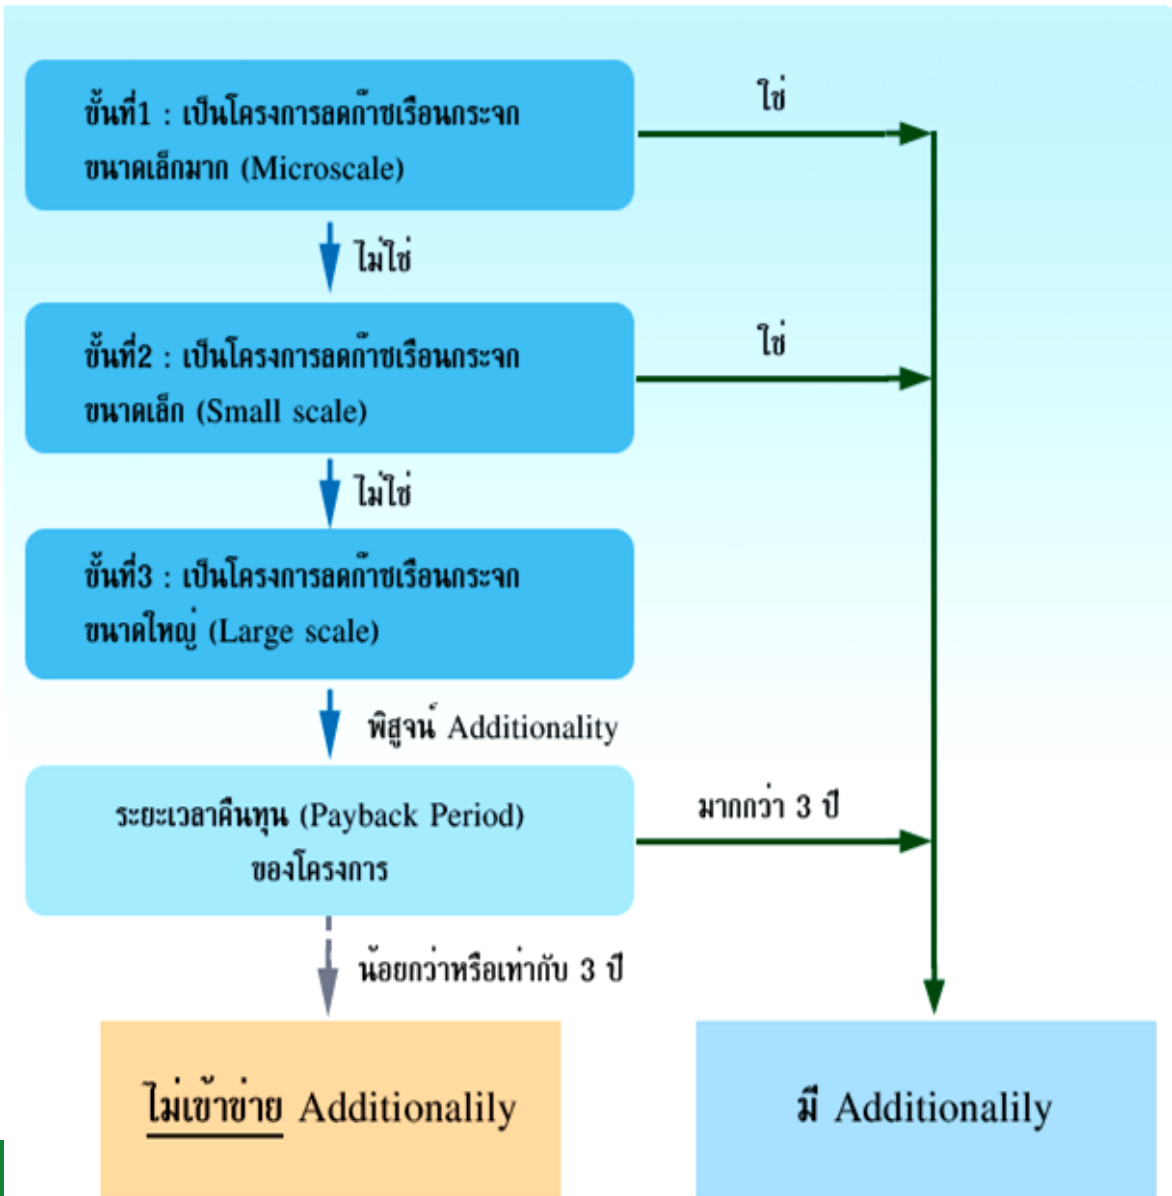 ขั้นที่1 : เป็นโครงการลดก๊าซเรือนกระจก
ขนาดเล็กมาก (Microscale)
ใช่
ไม่ใช่
ขั้นที่2 : เป็นโครงการลดก๊าซเรือนกระจก
ขนาดเล็ก (Small scale)
ใช่
ไม่ใช่
ขั้นที่3 : เป็นโครงการลดก๊าซเรือนกระจก
ขนาดใหญ่ (Large scale)
พิสูจน์ Additionality
ระยะเวลาคืนทุน (Payback Period)
ของโครงการ
มากกว่า 3 ปี
น้อยกว่าหรือเท่ากับ 3 ปี
ไม่เข้าข่าย Additionalily
มี Additionalily